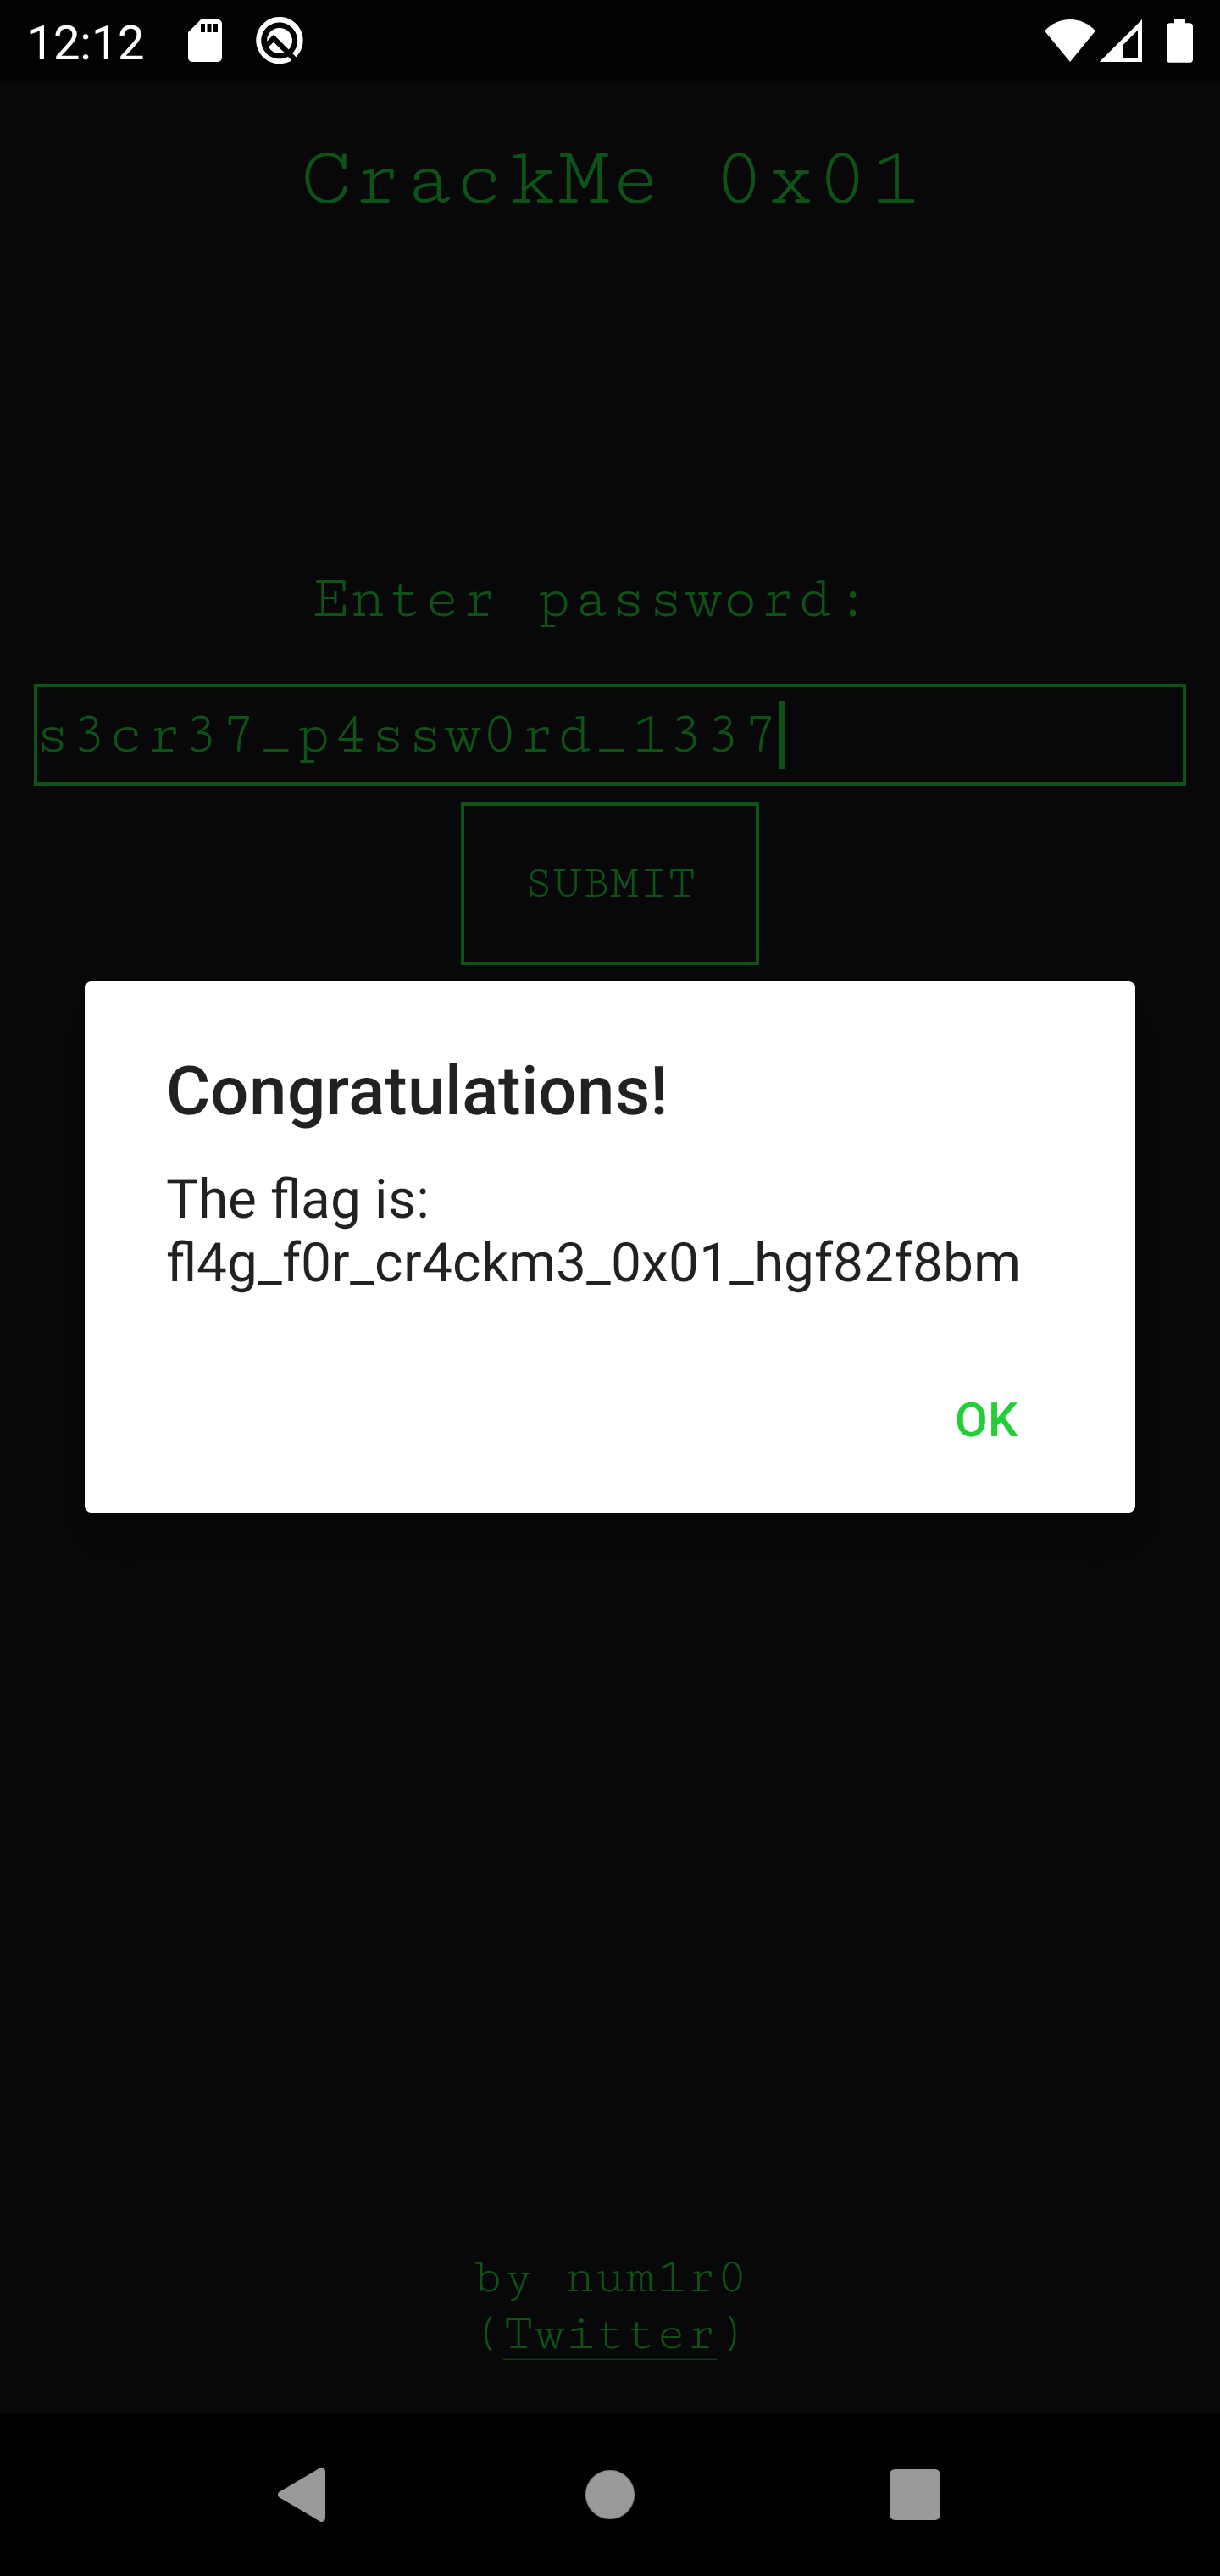 12:12
CrackMe 0x01
Enter password:
s3cr37_p4ssw0rd_1337
SUBMIT
Congratulations!
The flag is:
fl4g_f0r_cr4ckm3_0x01_hgf82f8bm
OK
by num1r0
(Twitter)